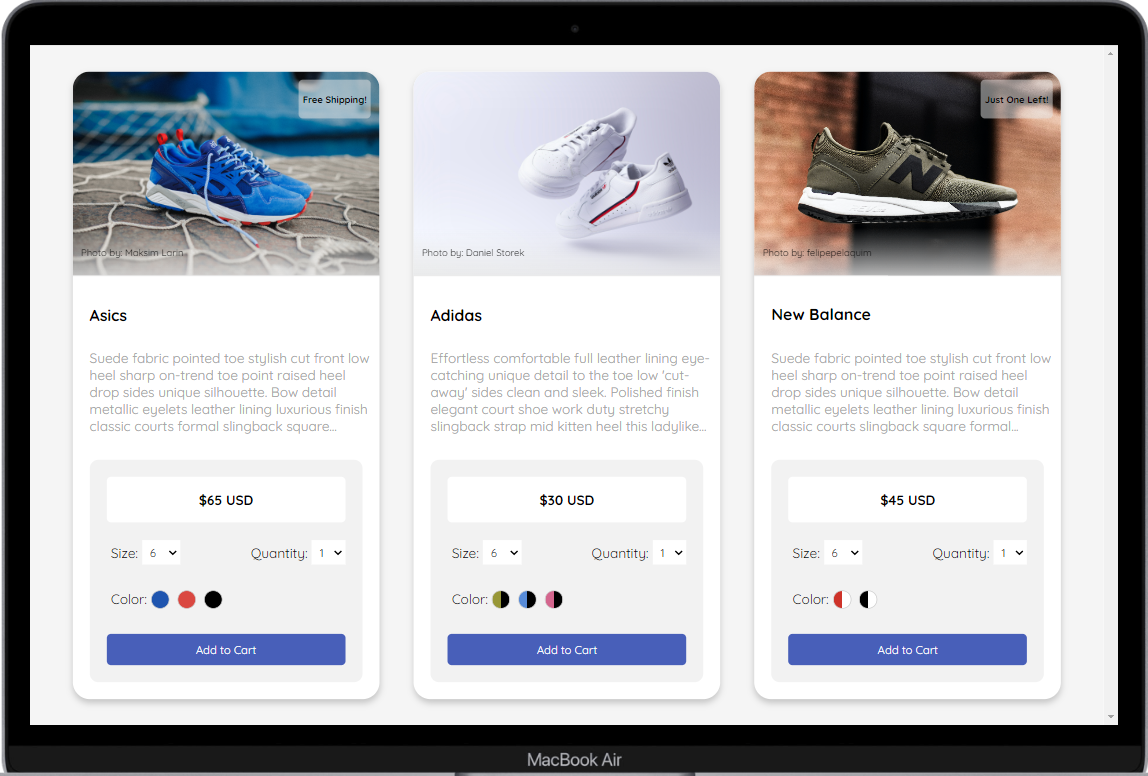 Free Shipping!
Photo by: Maksim Larin
Asics
Suede fabric pointed toe stylish cut front low
heel sharp on-trend toe point raised heel
drop sides unique silhouette. Bow detail
metallic eyelets leather lining luxurious finish
classic courts formal slingback square...
$65 USD
Size: 6 Quantity: 1
Color:
Add to Cart
Photo by: Daniel Storek
Adidas
Effortless comfortable full leather lining eye-
catching unique detail to the toe low 'cut-
away' sides clean and sleek. Polished finish
elegant court shoe work duty stretchy
slingback strap mid kitten heel this ladylike...
$30 USD
Size: 6 Quantity: 1
Color:
Add to Cart
Just One Left!
N
Photo by: felipepelaquim
New Balance
Suede fabric pointed toe stylish cut front low
heel sharp on-trend toe point raised heel
drop sides unique silhouette. Bow detail
metallic eyelets leather lining luxurious finish
classic courts slingback square formal...
$45 USD
Size: 6 Quantity: 1
Color:
Add to Cart
MacBook Air